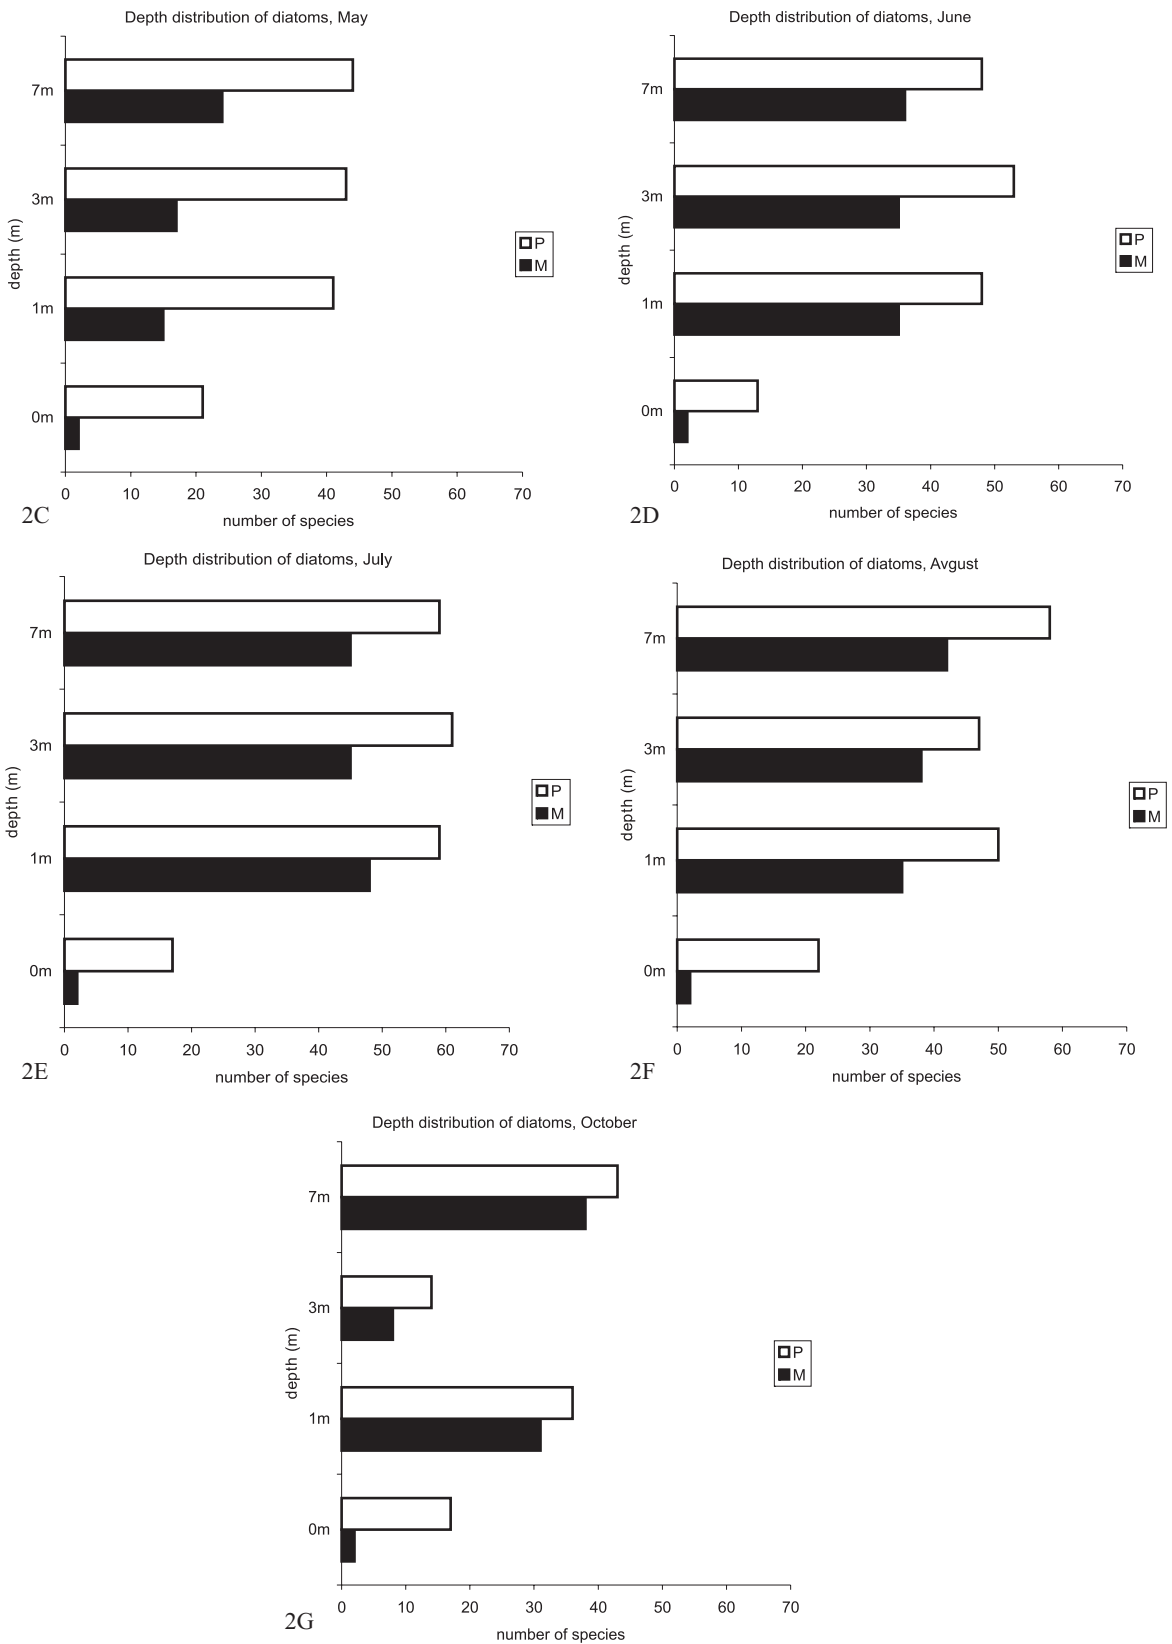 Depth distribution of diatoms, May
7m
3m
1m
0m
depth (m)
P
M
0 10 20 30 40 50 60 70
number of species
2C
Depth distribution of diatoms, June
7m
3m
1m
0m
depth (m)
P
M
0 10 20 30 40 50 60 70
number of species
2D
Depth distribution of diatoms, July
7m
3m
1m
0m
depth (m)
P
M
0 10 20 30 40 50 60 70
number of species
2E
Depth distribution of diatoms, Avgust
7m
3m
1m
0m
depth (m)
P
M
0 10 20 30 40 50 60 70
number of species
2F
Depth distribution of diatoms, October
7m
3m
1m
0m
depth (m)
P
M
0 10 20 30 40 50 60 70
number of species
2G